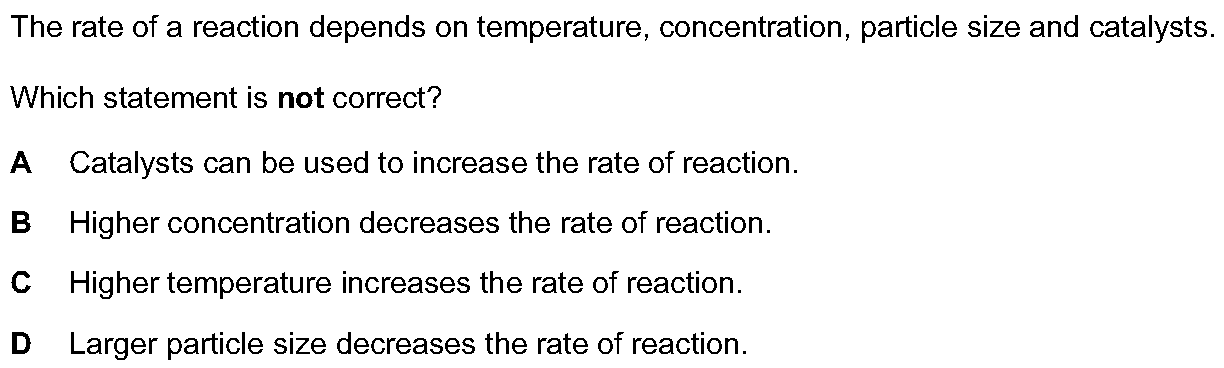 The rate of a reaction depends on temperature, concentration, particle size and catalysts.
Which statement is not correct?
A Catalysts can be used to increase the rate of reaction.
B Higher concentration decreases the rate of reaction.
C Higher temperature increases the rate of reaction.
D Larger particle size decreases the rate of reaction.